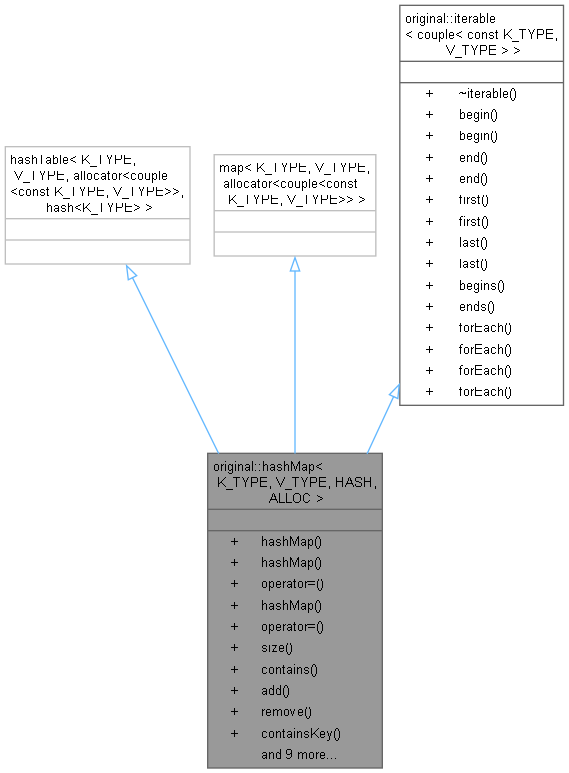 original::iterable
< couple< const K_TYPE,
V_TYPE > >
+ ~iterable()
+ begin()
+ begin()
+ end()
+ end()
+ first()
+ first()
+ last()
+ last()
+ begins()
+ ends()
+ forEach()
+ forEach()
+ forEach()
+ forEach()
hashTable< K_TYPE,
V_TYPE, allocator<couple
<const K_TYPE, V_TYPE>>,
hash<K_TYPE> >
map< K_TYPE, V_TYPE,
allocator<couple<const
K_TYPE, V_TYPE>> >
original::hashMap<
K_TYPE, V_TYPE, HASH,
ALLOC >
+ hashMap()
+ hashMap()
+ operator=()
+ hashMap()
+ operator=()
+ size()
+ contains()
+ add()
+ remove()
+ containsKey()
and 9 more...